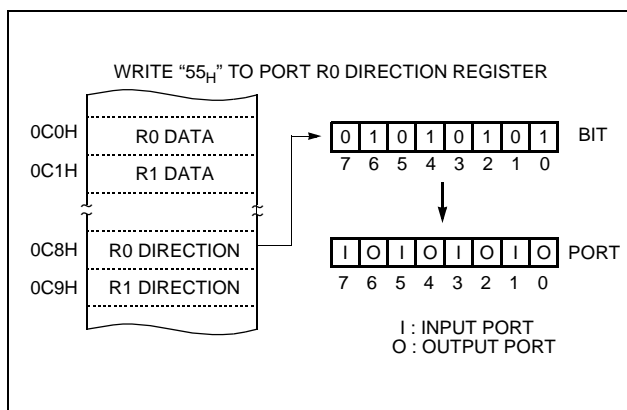 WRITE “55H” TO PORT R0 DIRECTION REGISTER
0C0H R0 DATA
0C1H R1 DATA
0C8H R0 DIRECTION
0C9H R1 DIRECTION
0 1 0 1 0 1 0 1 BIT
7 6 5 4 3 2 1 0
I O I O I O I O PORT
7 6 5 4 3 2 1 0
I : INPUT PORT
O : OUTPUT PORT